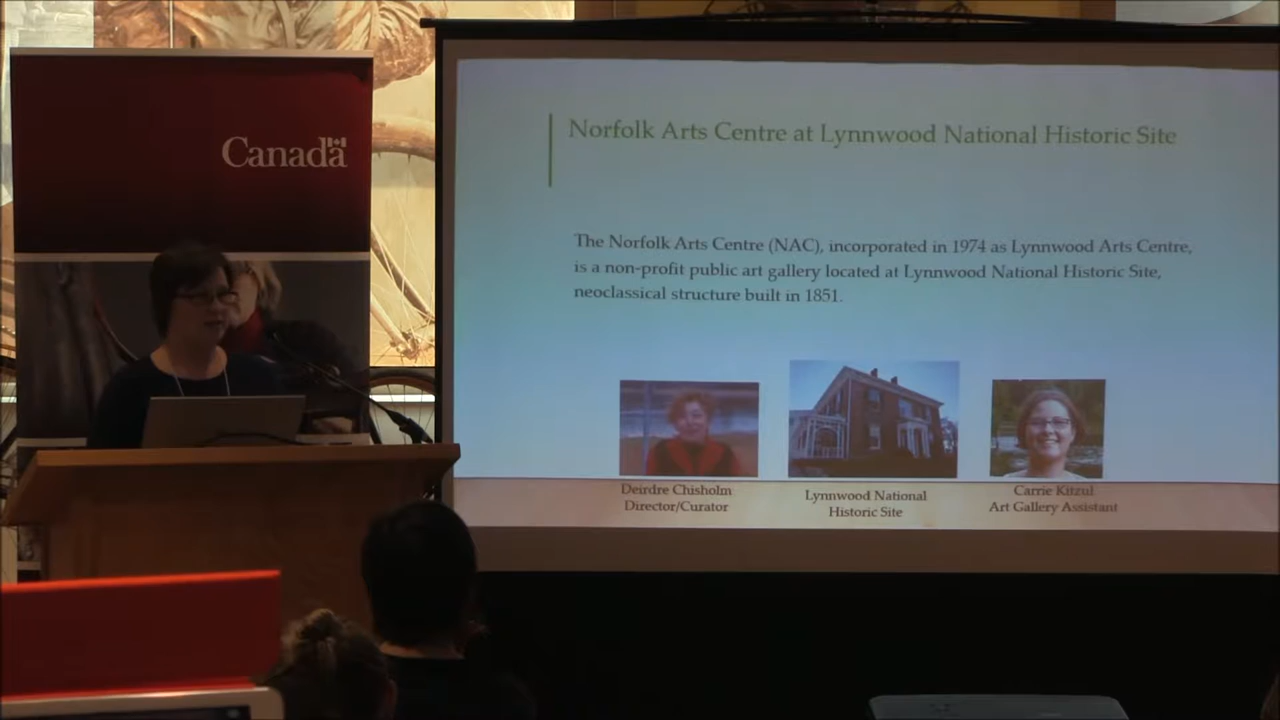 Canada
Norfolk Arts Centre at Lynnwood National Historic Site
The Norfolk Arts Centre (NAC), incorporated in 1974 as Lynnwood Arts Centre,
is a non-profit public art gallery located at Lynnwood National Historic Site,
neoclassical structure built in 1851.
Deirdre Chisholm
Director/Curator
Lynnwood National
Historic Site
Carrie Kitzul
Art Gallery Assistant